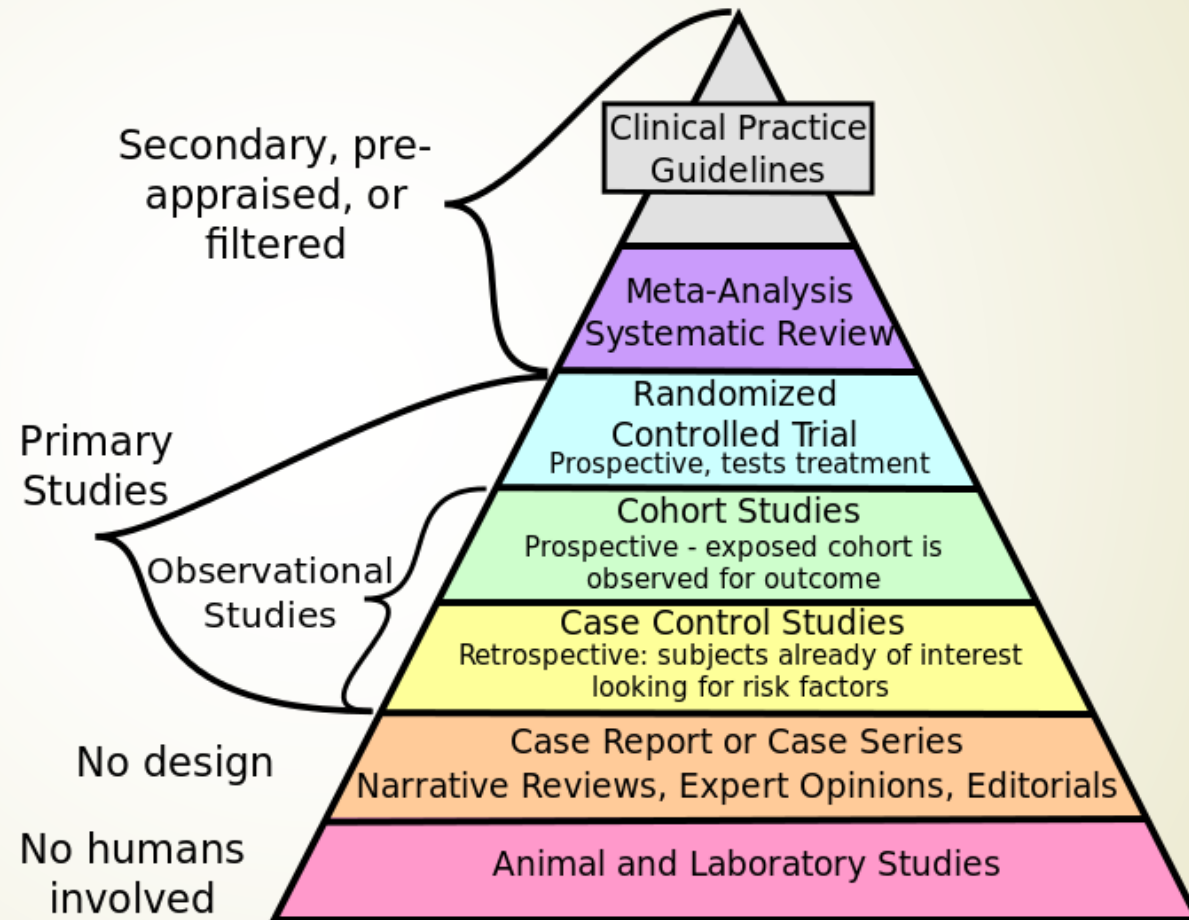 Clinical Practice
Guidelines
Secondary, pre-
appraised, or
filtered
Meta-Analysis
Systematic Review
Randomized
Controlled Trial
Prospective, tests treatment
Primary
Studies
Cohort Studies
Prospective - exposed cohort is
observed for outcome
Observational
Studies
Case Control Studies
Retrospective: subjects already of interest
looking for risk factors
No design
Case Report or Case Series
Narrative Reviews, Expert Opinions, Editorials
No humans
involved
Animal and Laboratory Studies